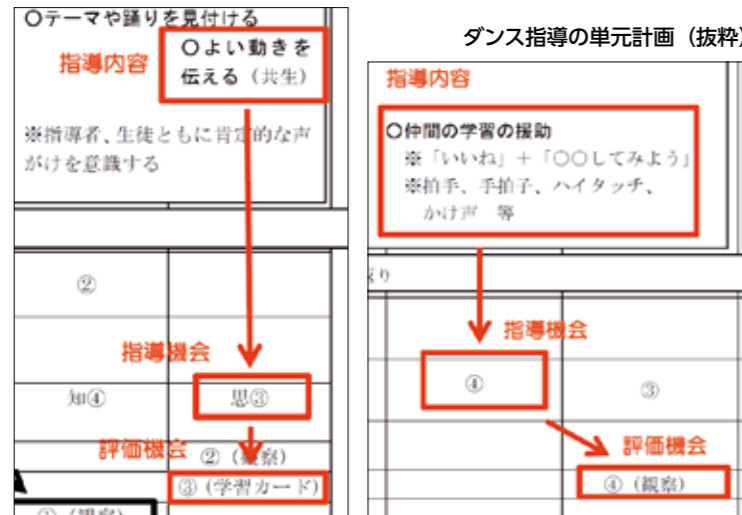 ダンス指導の単元計画（抜粋）
○テーマや踊りを見付ける
指導内容
○よい動きを
伝える（共生）
※指導者、生徒ともに肯定的な声
がけを意識する
②
指導機会
知④
思③
評価機会
②（観察）
③（学習カード）
①（観察）
指導内容
○仲間の学習の援助
※「いいね」＋「○○してみよう」
※拍手、手拍子、ハイタッチ、
かけ声　等
り
指導機会
④
③
評価機会
④（観察）